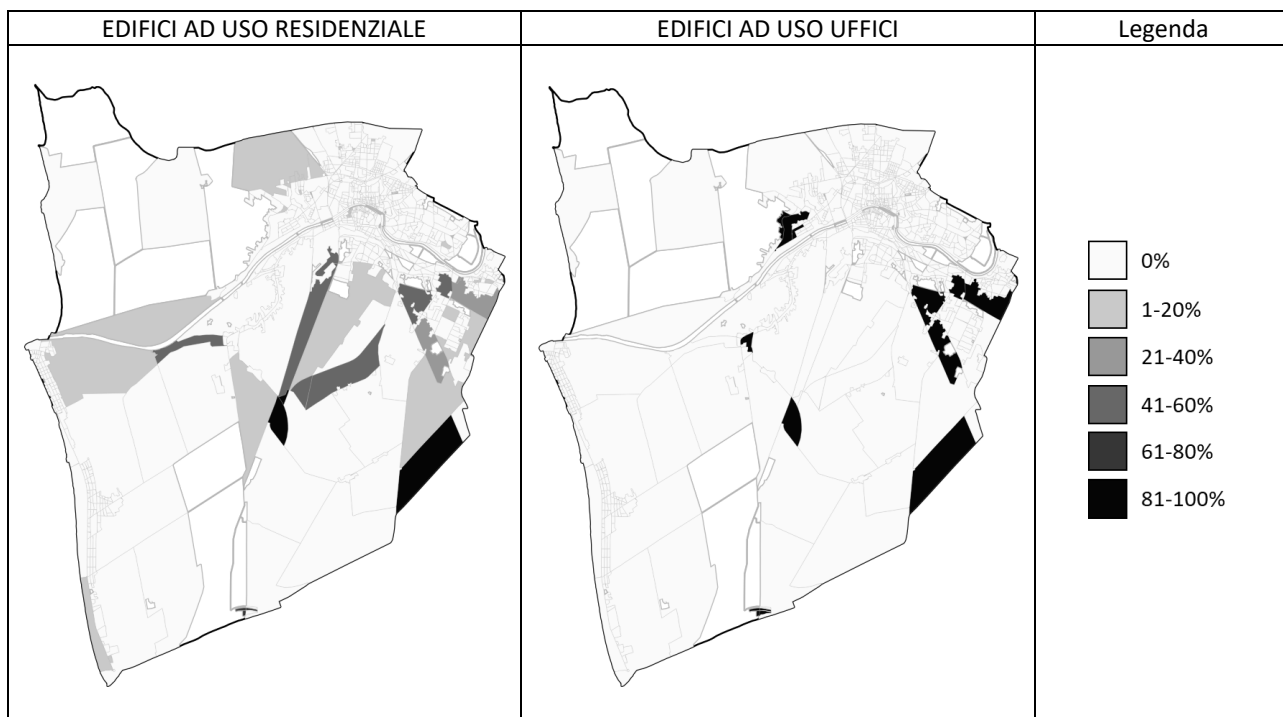 EDIFICI AD USO RESIDENZIALE
EDIFICI AD USO UFFICI
Legenda
0%
1-20%
21-40%
41-60%
61-80%
81-100%